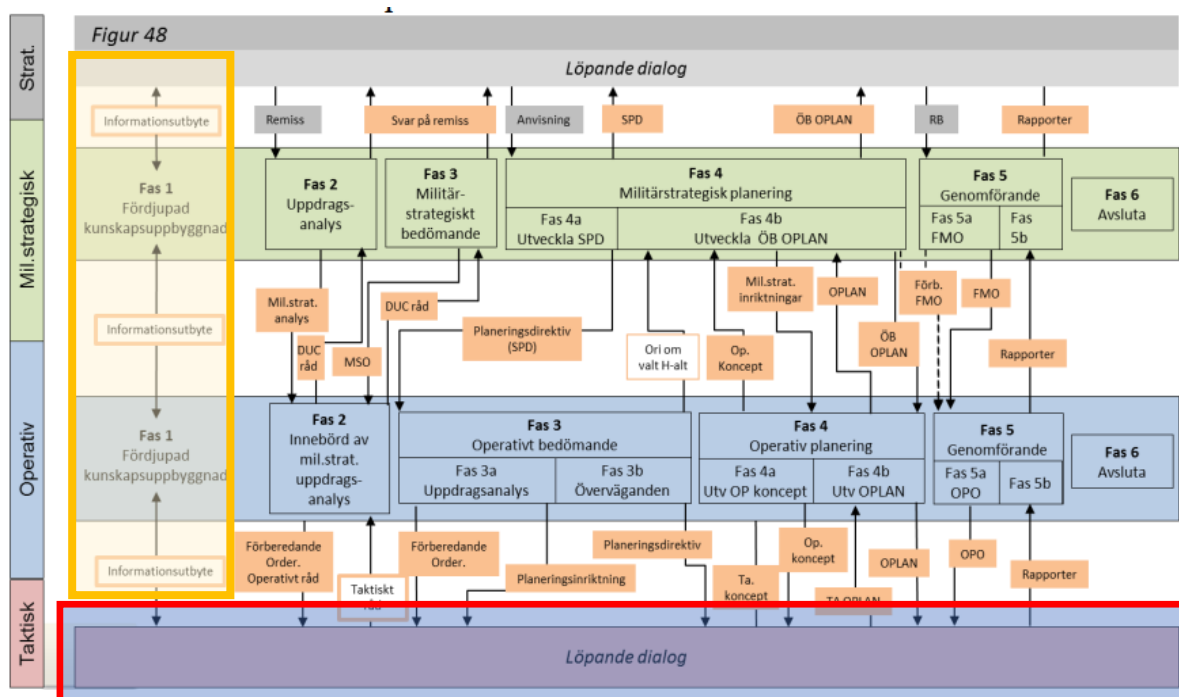 Figur 48
Strat.
Löpande dialog
Informationsutbyte
Remiss
Svar på remiss
Anvisning
SPD
ÖB OPLAN
RB
Rapporter
Mil.strategisk
Fas 1
Fördjupad
kunskapsuppbyggnad
Fas 2
Uppdrags-
analys
Fas 3
Militär-
strategiskt
bedömande
Fas 4
Militärstrategisk planering
Fas 4a
Utveckla SPD
Fas 4b
Utveckla ÖB OPLAN
Fas 5
Genomförande
Fas 5a
FMO
Fas
5b
Fas 6
Avsluta
Informationsutbyte
Mil.strat.
analys
DUC
råd
MSO
DUC råd
Planeringsdirektiv
(SPD)
Ori om
valt H-alt
Op.
Koncept
Mil.strat.
inriktningar
OPLAN
ÖB
OPLAN
Förb.
FMO
FMO
Rapporter
Operativ
Fas 1
Fördjupad
kunskapsuppbyggnad
Fas 2
Innebörd av
mil.strat.
uppdrags-
analys
Fas 3
Operativt bedömande
Fas 3a
Uppdragsanalys
Fas 3b
Överväganden
Fas 4
Operativ planering
Fas 4a
Utv OP koncept
Fas 4b
Utv OPLAN
Fas 5
Genomförande
Fas 5a
OPO
Fas 5b
Fas 6
Avsluta
Informationsutbyte
Förberedande
Order.
Operativt råd
Taktiskt
råd
Förberedande
Order.
Planeringsinriktning
Planeringsdirektiv
Ta.
koncept
Op.
koncept
TA OPLAN
OPLAN
OPO
Rapporter
Taktisk
Löpande dialog